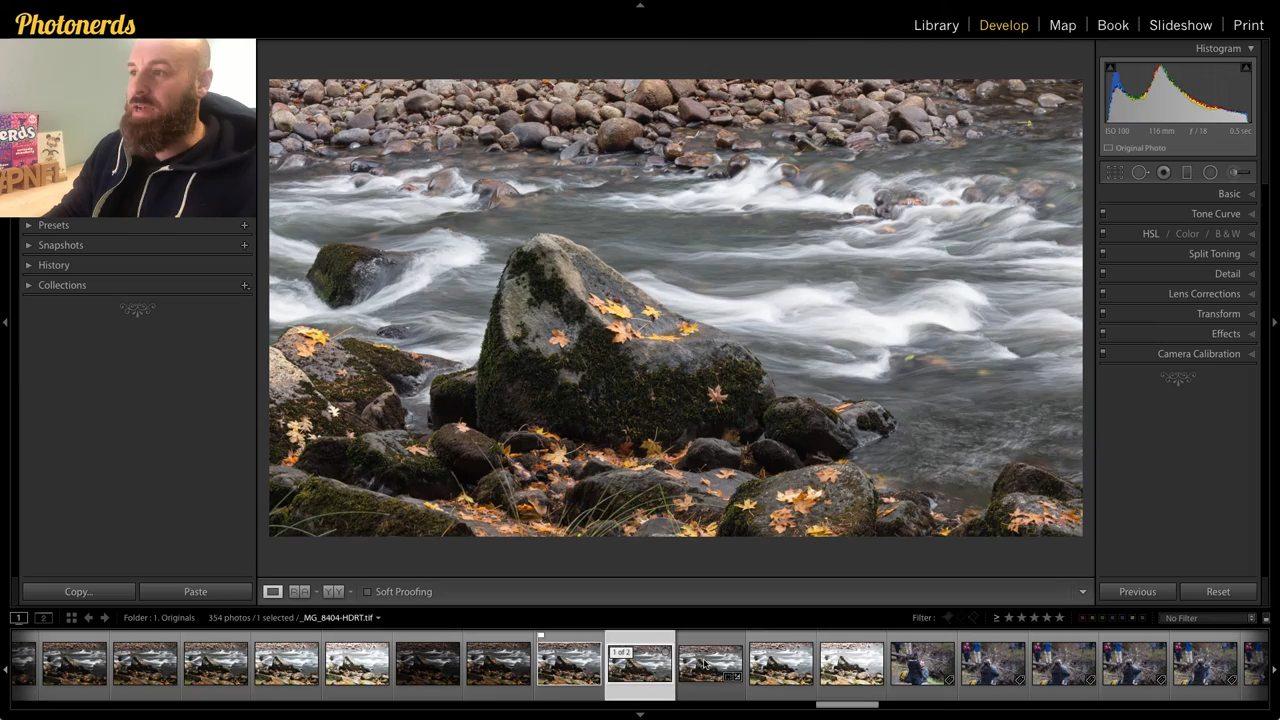 Photonerds
Library | Develop | Map | Book | Slideshow | Print
Histogram
ISO 100 116 mm ƒ / 18 0.5 sec
Original Photo
Basic
Tone Curve
HSL / Color / B & W
Split Toning
Detail
Lens Corrections
Transform
Effects
Camera Calibration
Presets +
Snapshots +
History
Collections +
Copy...
Paste
Soft Proofing
Previous
Reset
1 2 Folder : 1. Originals 354 photos / 1 selected / _MG_8404-HDRT.tif
Filter :
No Filter
1 of 2